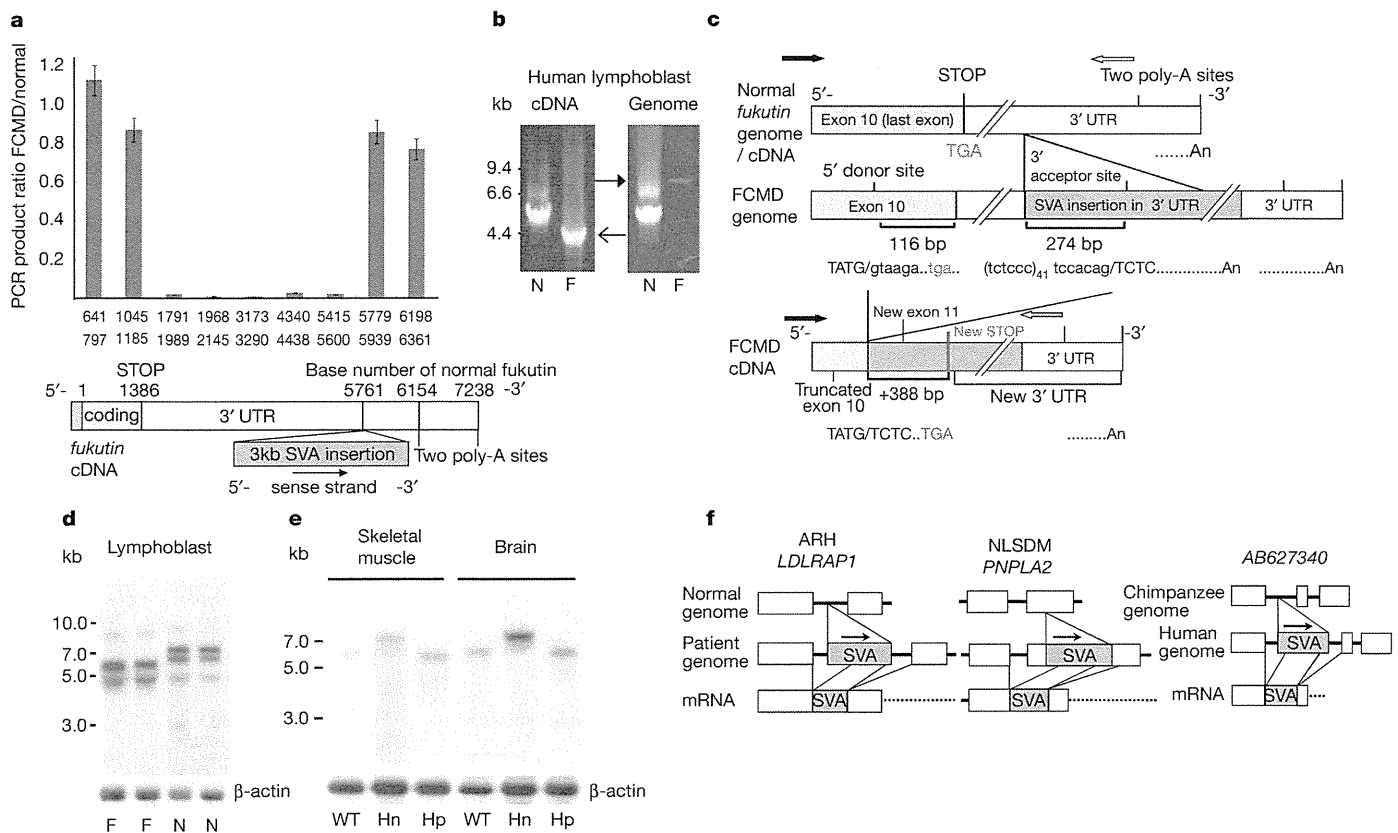 a
PCR product ratio FCMD/normal
1.2
1.0
0.8
0.6
0.4
0.2
641 1045 1791 1968 3173 4340 5415 5779 6198
797 1185 1989 2145 3290 4438 5600 5939 6361
STOP
Base number of normal fukutin
5′- 1 1386 5761 6154 7238 -3′
coding 3′ UTR
fukutin
cDNA
3kb SVA insertion
Two poly-A sites
5′- sense strand -3′
b
Human lymphoblast
kb cDNA Genome
9.4
6.6
4.4
N F N F
c
STOP
Two poly-A sites
5′- -3′
Normal
fukutin
genome
/ cDNA
Exon 10 (last exon)
3′ UTR
TGA
.......An
3′
acceptor site
5′ donor site
FCMD
genome
Exon 10
SVA insertion in 3′ UTR
3′ UTR
116 bp
274 bp
TATG/gtaaga..tga.. (tctccc)41 tccacag/TCTC.............An .............An
New exon 11
5′- New STOP -3′
FCMD
cDNA
3′ UTR
Truncated
exon 10
+388 bp
New 3′ UTR
TATG/TCTC..TGA .........An
d
kb
Lymphoblast
10.0
7.0
5.0
3.0
β-actin
F F N N
e
kb
Skeletal
muscle
Brain
7.0
5.0
3.0
β-actin
WT Hn Hp WT Hn Hp
f
ARH
LDLRAP1
NLSDM
PNPLA2
AB627340
Normal
genome
Patient
genome
SVA
SVA
mRNA
SVA
SVA
Chimpanzee
genome
Human
genome
SVA
mRNA
SVA